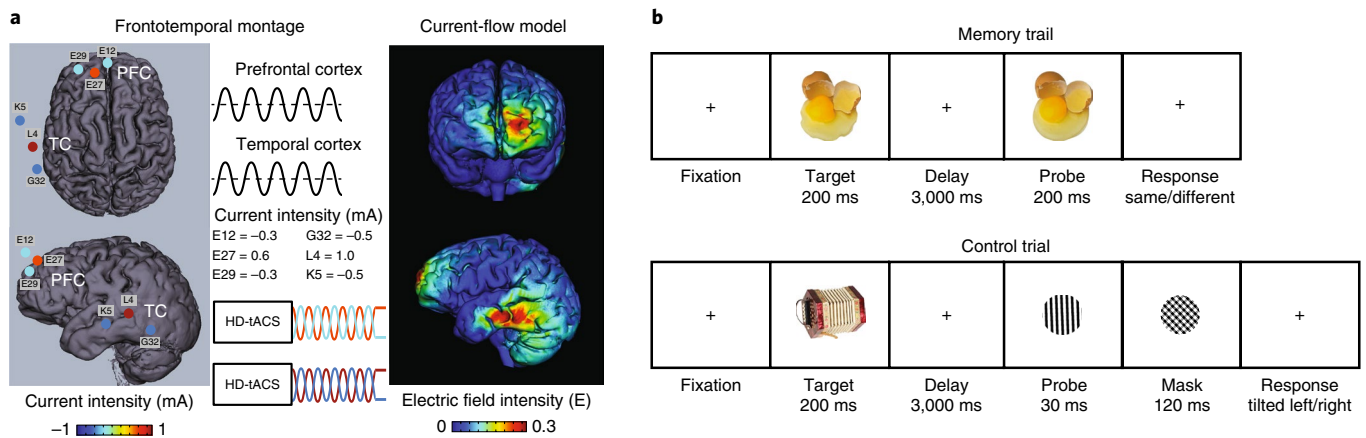 a
Frontotemporal montage
Current-flow model
E12
E29
PFC
E27
K5
L4
TC
G32
Prefrontal cortex
Temporal cortex
Current intensity (mA)
E12 = –0.3 G32 = –0.5
E27 = 0.6 L4 = 1.0
E29 = –0.3 K5 = –0.5
E12
E27
PFC
E29
L4
K5
TC
G32
HD-tACS
HD-tACS
Current intensity (mA)
–1 1
Electric field intensity (E)
0 0.3
b
Memory trail
+ + +
Fixation Target Delay Probe Response
200 ms 3,000 ms 200 ms same/different
Control trial
+ + +
Fixation Target Delay Probe Mask Response
200 ms 3,000 ms 30 ms 120 ms tilted left/right